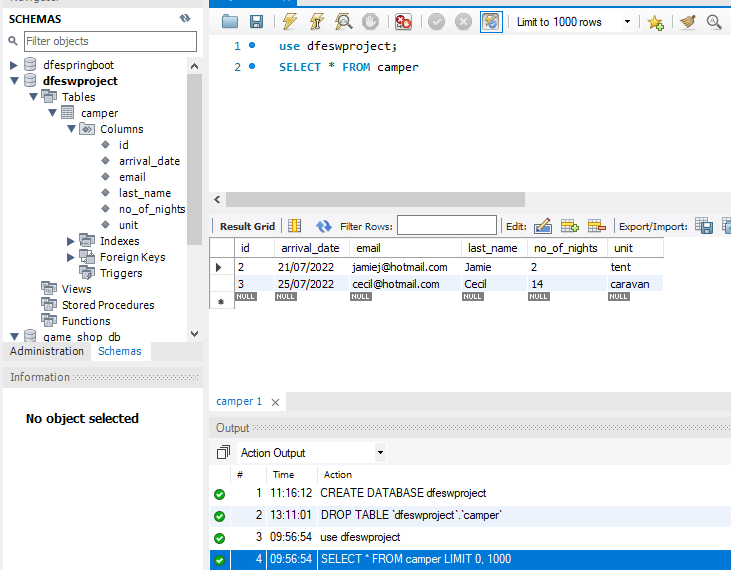 SCHEMAS
Filter objects
dfespringboot
dfeswproject
Tables
camper
Columns
id
arrival_date
email
last_name
no_of_nights
unit
Indexes
Foreign Keys
Triggers
Views
Stored Procedures
Functions
game_shop_db
Administration Schemas
Information
No object selected
Limit to 1000 rows
1 use dfeswproject;
2 SELECT * FROM camper
Result Grid Filter Rows: Edit: Export/Import:
id arrival_date email last_name no_of_nights unit
2 21/07/2022 jamiej@hotmail.com Jamie 2 tent
3 25/07/2022 cecil@hotmail.com Cecil 14 caravan
NULL NULL NULL NULL NULL NULL
camper 1
Output
Action Output
# Time Action
1 11:16:12 CREATE DATABASE dfeswproject
2 13:11:01 DROP TABLE `dfeswproject`.`camper`
3 09:56:54 use dfeswproject
4 09:56:54 SELECT * FROM camper LIMIT 0, 1000